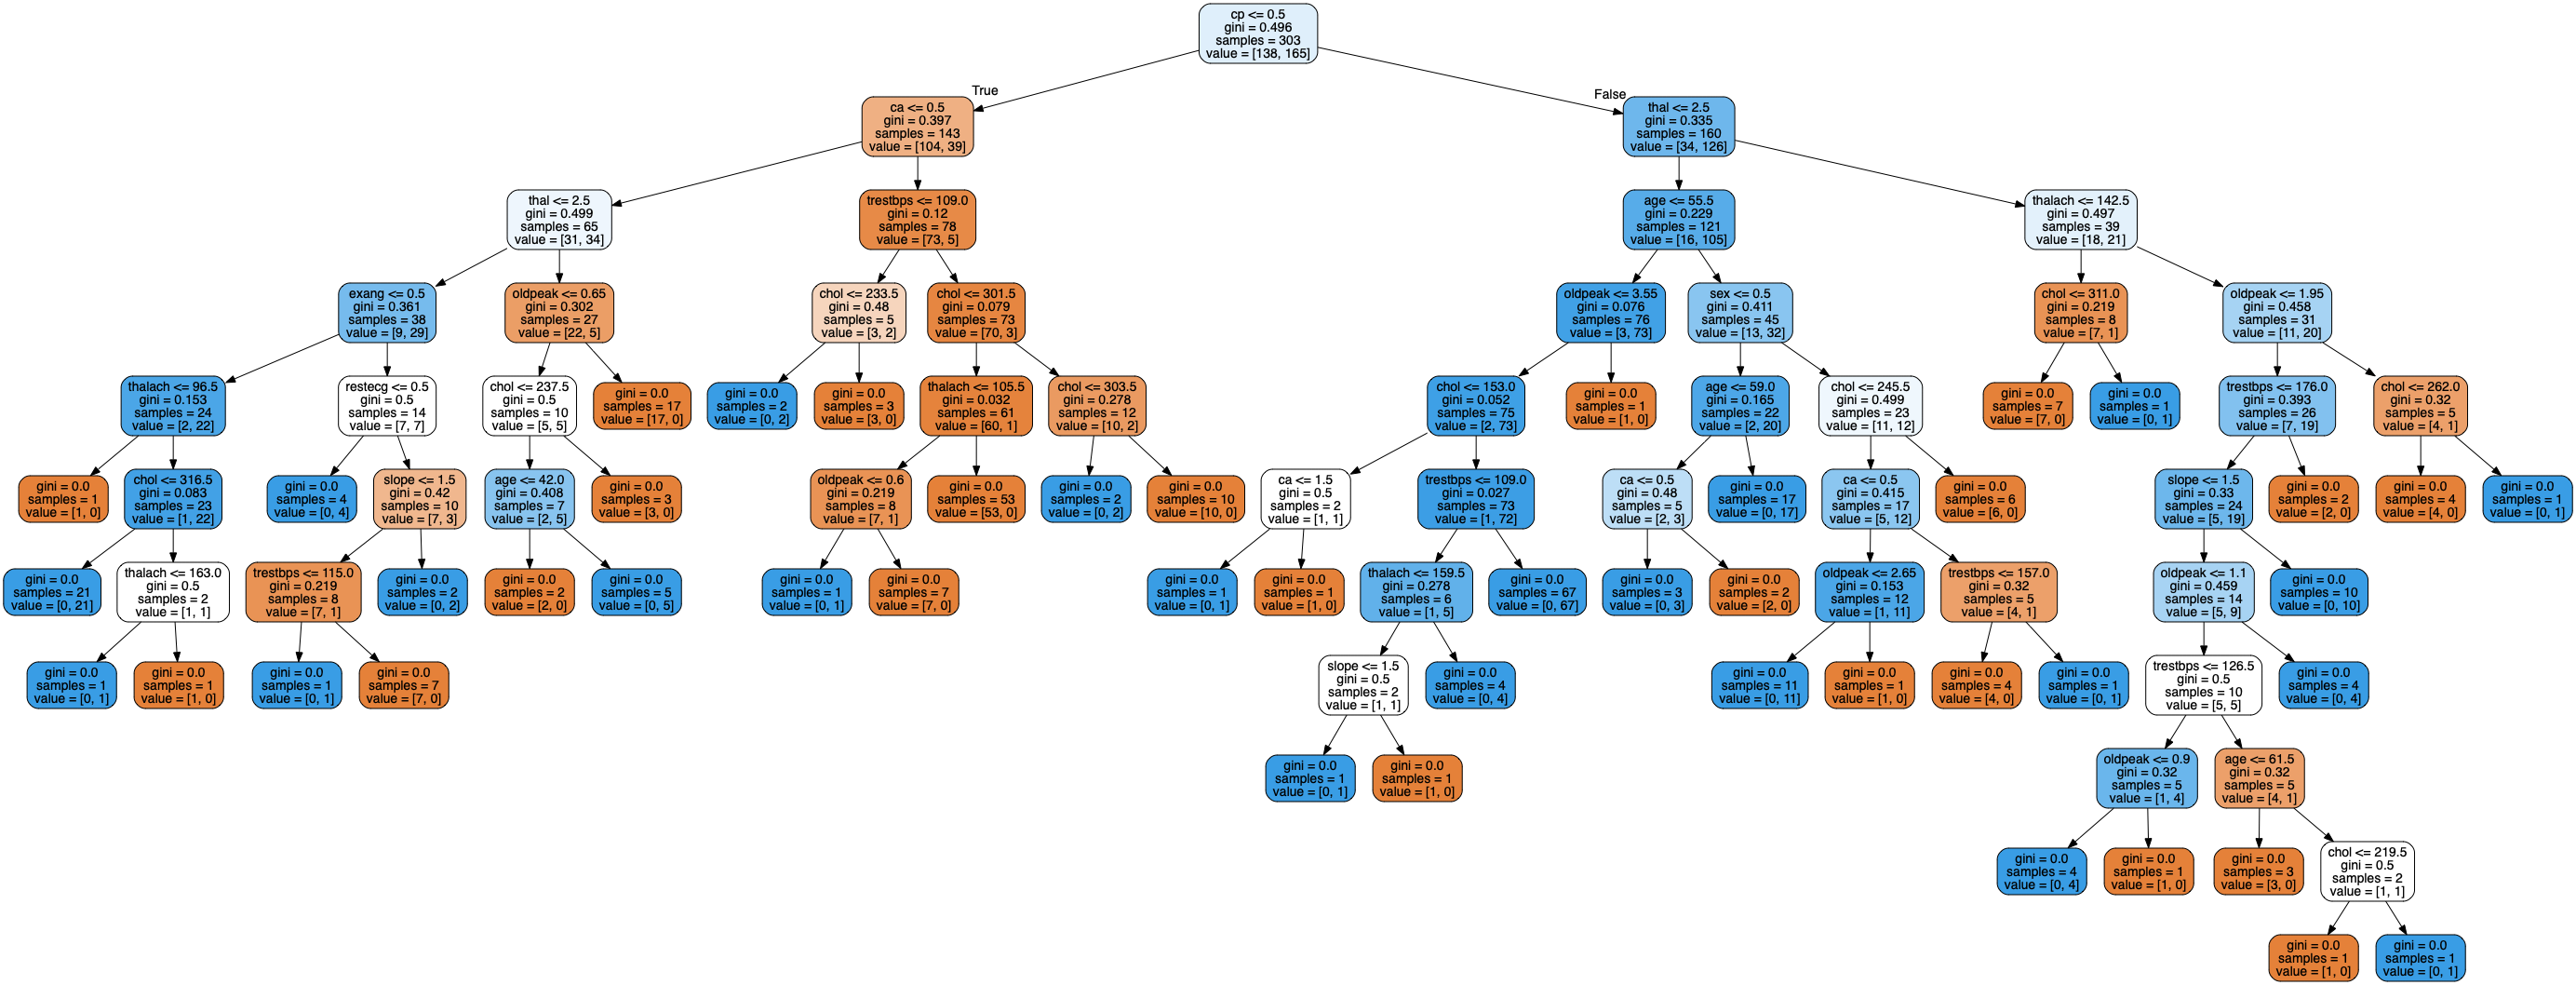 cp <= 0.5
gini = 0.496
samples = 303
value = [138, 165]
True
False
ca <= 0.5
gini = 0.397
samples = 143
value = [104, 39]
thal <= 2.5
gini = 0.335
samples = 160
value = [34, 126]
thal <= 2.5
gini = 0.499
samples = 65
value = [31, 34]
trestbps <= 109.0
gini = 0.12
samples = 78
value = [73, 5]
age <= 55.5
gini = 0.229
samples = 121
value = [16, 105]
thalach <= 142.5
gini = 0.497
samples = 39
value = [18, 21]
exang <= 0.5
gini = 0.361
samples = 38
value = [9, 29]
oldpeak <= 0.65
gini = 0.302
samples = 27
value = [22, 5]
chol <= 233.5
gini = 0.48
samples = 5
value = [3, 2]
chol <= 301.5
gini = 0.079
samples = 73
value = [70, 3]
oldpeak <= 3.55
gini = 0.076
samples = 76
value = [3, 73]
sex <= 0.5
gini = 0.411
samples = 45
value = [13, 32]
chol <= 311.0
gini = 0.219
samples = 8
value = [7, 1]
oldpeak <= 1.95
gini = 0.458
samples = 31
value = [11, 20]
thalach <= 96.5
gini = 0.153
samples = 24
value = [2, 22]
restecg <= 0.5
gini = 0.5
samples = 14
value = [7, 7]
chol <= 237.5
gini = 0.5
samples = 10
value = [5, 5]
gini = 0.0
samples = 17
value = [17, 0]
gini = 0.0
samples = 2
value = [0, 2]
gini = 0.0
samples = 3
value = [3, 0]
thalach <= 105.5
gini = 0.032
samples = 61
value = [60, 1]
chol <= 303.5
gini = 0.278
samples = 12
value = [10, 2]
chol <= 153.0
gini = 0.052
samples = 75
value = [2, 73]
gini = 0.0
samples = 1
value = [1, 0]
age <= 59.0
gini = 0.165
samples = 22
value = [2, 20]
chol <= 245.5
gini = 0.499
samples = 23
value = [11, 12]
gini = 0.0
samples = 7
value = [7, 0]
gini = 0.0
samples = 1
value = [0, 1]
trestbps <= 176.0
gini = 0.393
samples = 26
value = [7, 19]
chol <= 262.0
gini = 0.32
samples = 5
value = [4, 1]
gini = 0.0
samples = 1
value = [1, 0]
chol <= 316.5
gini = 0.083
samples = 23
value = [1, 22]
gini = 0.0
samples = 4
value = [0, 4]
slope <= 1.5
gini = 0.42
samples = 10
value = [7, 3]
age <= 42.0
gini = 0.408
samples = 7
value = [2, 5]
gini = 0.0
samples = 3
value = [3, 0]
oldpeak <= 0.6
gini = 0.219
samples = 8
value = [7, 1]
gini = 0.0
samples = 53
value = [53, 0]
gini = 0.0
samples = 2
value = [0, 2]
gini = 0.0
samples = 10
value = [10, 0]
ca <= 1.5
gini = 0.5
samples = 2
value = [1, 1]
trestbps <= 109.0
gini = 0.027
samples = 73
value = [1, 72]
ca <= 0.5
gini = 0.48
samples = 5
value = [2, 3]
gini = 0.0
samples = 17
value = [0, 17]
ca <= 0.5
gini = 0.415
samples = 17
value = [5, 12]
gini = 0.0
samples = 6
value = [6, 0]
slope <= 1.5
gini = 0.33
samples = 24
value = [5, 19]
gini = 0.0
samples = 2
value = [2, 0]
gini = 0.0
samples = 4
value = [4, 0]
gini = 0.0
samples = 1
value = [0, 1]
gini = 0.0
samples = 21
value = [0, 21]
thalach <= 163.0
gini = 0.5
samples = 2
value = [1, 1]
trestbps <= 115.0
gini = 0.219
samples = 8
value = [7, 1]
gini = 0.0
samples = 2
value = [0, 2]
gini = 0.0
samples = 2
value = [2, 0]
gini = 0.0
samples = 5
value = [0, 5]
gini = 0.0
samples = 1
value = [0, 1]
gini = 0.0
samples = 7
value = [7, 0]
gini = 0.0
samples = 1
value = [0, 1]
gini = 0.0
samples = 1
value = [1, 0]
thalach <= 159.5
gini = 0.278
samples = 6
value = [1, 5]
gini = 0.0
samples = 67
value = [0, 67]
gini = 0.0
samples = 3
value = [0, 3]
gini = 0.0
samples = 2
value = [2, 0]
oldpeak <= 2.65
gini = 0.153
samples = 12
value = [1, 11]
trestbps <= 157.0
gini = 0.32
samples = 5
value = [4, 1]
oldpeak <= 1.1
gini = 0.459
samples = 14
value = [5, 9]
gini = 0.0
samples = 10
value = [0, 10]
gini = 0.0
samples = 1
value = [0, 1]
gini = 0.0
samples = 1
value = [1, 0]
gini = 0.0
samples = 1
value = [0, 1]
gini = 0.0
samples = 7
value = [7, 0]
slope <= 1.5
gini = 0.5
samples = 2
value = [1, 1]
gini = 0.0
samples = 4
value = [0, 4]
gini = 0.0
samples = 11
value = [0, 11]
gini = 0.0
samples = 1
value = [1, 0]
gini = 0.0
samples = 4
value = [4, 0]
gini = 0.0
samples = 1
value = [0, 1]
trestbps <= 126.5
gini = 0.5
samples = 10
value = [5, 5]
gini = 0.0
samples = 4
value = [0, 4]
gini = 0.0
samples = 1
value = [0, 1]
gini = 0.0
samples = 1
value = [1, 0]
oldpeak <= 0.9
gini = 0.32
samples = 5
value = [1, 4]
age <= 61.5
gini = 0.32
samples = 5
value = [4, 1]
gini = 0.0
samples = 4
value = [0, 4]
gini = 0.0
samples = 1
value = [1, 0]
gini = 0.0
samples = 3
value = [3, 0]
chol <= 219.5
gini = 0.5
samples = 2
value = [1, 1]
gini = 0.0
samples = 1
value = [1, 0]
gini = 0.0
samples = 1
value = [0, 1]